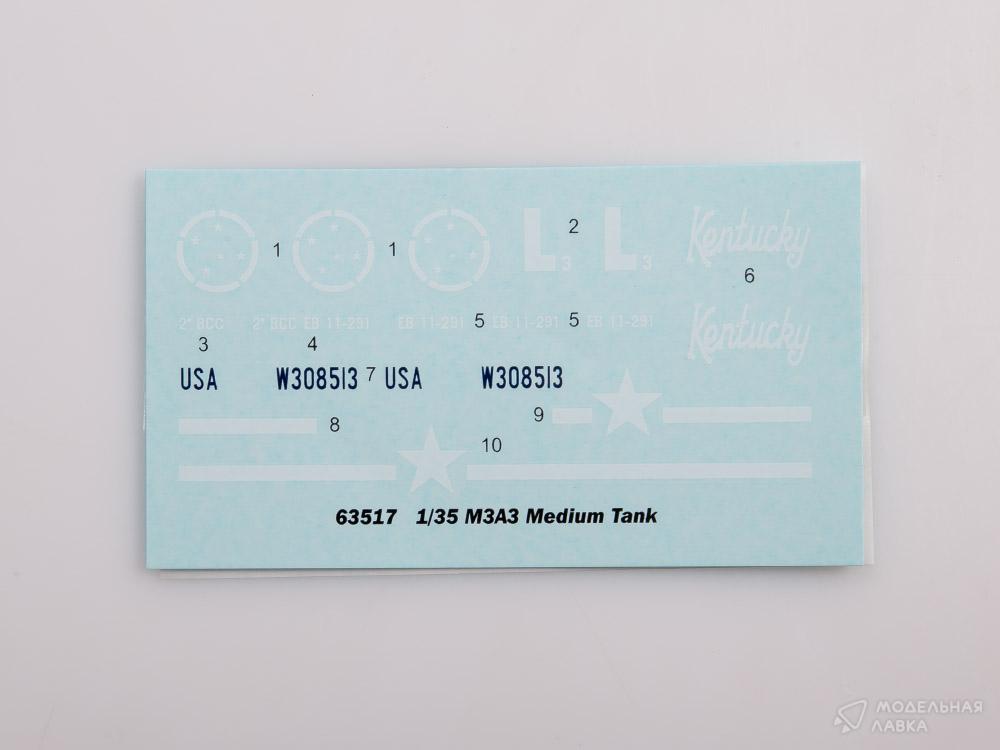 1 1 L3 2 L3 Kentucky
6
2° BCC 2° BCC EB 11-291 EB 11-291 5 EB 11-291 5 EB 11-291 Kentucky
3 4
USA W308513 7 USA W308513
8 9
10
63517 1/35 M3A3 Medium Tank
МОДЕЛЬНАЯ
ЛАВКА